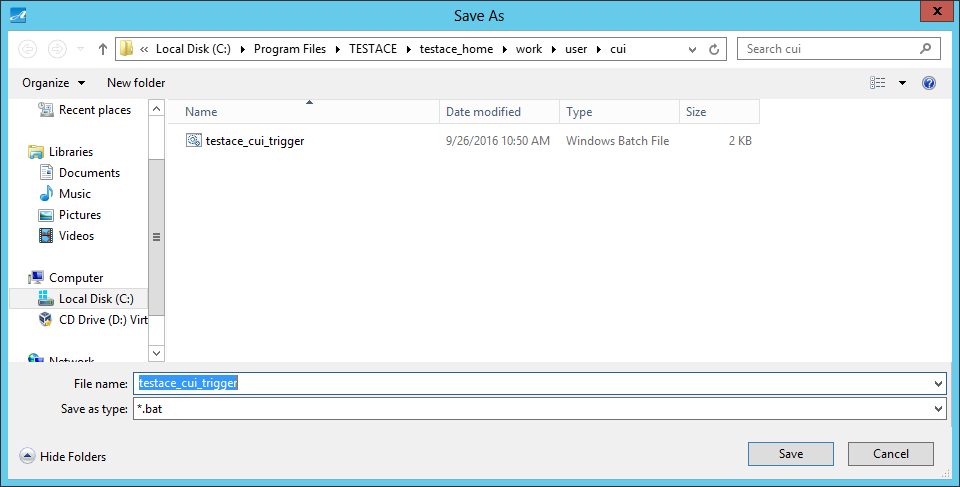 Save As
« Local Disk (C:) Program Files TESTACE testace_home work user cui
Search cui
Organize New folder
Recent places
Libraries
Documents
Music
Pictures
Videos
Computer
Local Disk (C:)
CD Drive (D:) Virt
Network
Name Date modified Type Size
testace_cui_trigger 9/26/2016 10:50 AM Windows Batch File 2 KB
File name: testace_cui_trigger
Save as type: *.bat
Hide Folders
Save Cancel